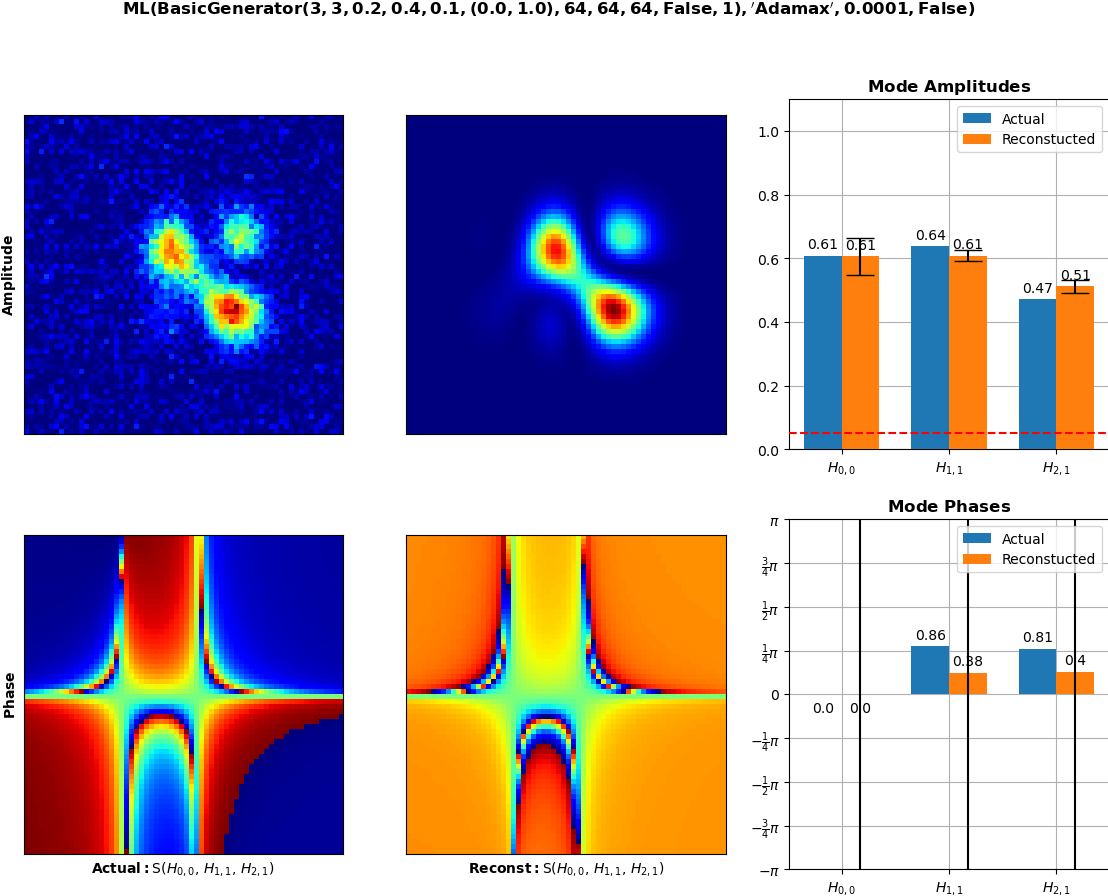 ML(BasicGenerator(3, 3, 0.2, 0.4, 0.1, (0.0, 1.0), 64, 64, 64, False, 1), ′Adamax′, 0.0001, False)
Amplitude
Mode Amplitudes
Actual
Reconstucted
1.0
0.8
0.6
0.4
0.2
0.0
0.61
0.61
0.64
0.61
0.47
0.51
H0,0
H1,1
H2,1
Phase
Actual: S(H0,0, H1,1, H2,1)
Reconst: S(H0,0, H1,1, H2,1)
Mode Phases
Actual
Reconstucted
π
3/4π
1/2π
1/4π
0
−1/4π
−1/2π
−3/4π
−π
0.0
0.0
0.86
0.38
0.81
0.4
H0,0
H1,1
H2,1